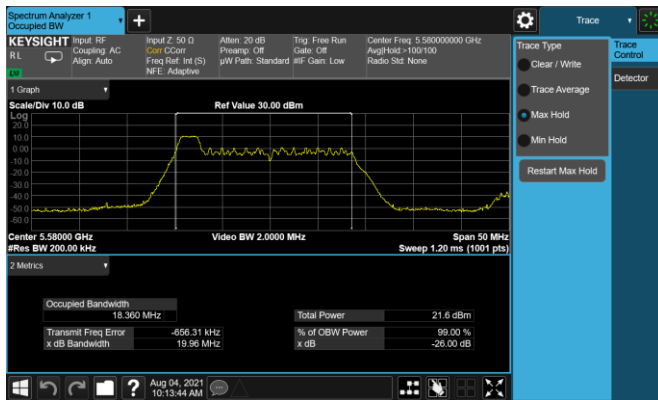 Spectrum Analyzer 1
Occupied BW
Trace
KEYSIGHT
R L
LXI
Input: RF
Coupling: AC
Align: Auto
Input Z: 50 Ω
Corr CCorr
Freq Ref: Int (S)
NFE: Adaptive
Atten: 20 dB
Preamp: Off
µW Path: Standard
Trig: Free Run
Gate: Off
#IF Gain: Low
Center Freq: 5.580000000 GHz
Avg|Hold:>100/100
Radio Std: None
Trace Type
Clear / Write
Trace Average
Max Hold
Min Hold
Restart Max Hold
Trace
Control
Detector
1 Graph
Scale/Div 10.0 dB
Ref Value 30.00 dBm
Log
20.0
10.0
0.00
-10.0
-20.0
-30.0
-40.0
-50.0
-60.0
Center 5.58000 GHz
Video BW 2.0000 MHz
Span 50 MHz
#Res BW 200.00 kHz
Sweep 1.20 ms (1001 pts)
2 Metrics
Occupied Bandwidth
18.360 MHz
Total Power
21.6 dBm
Transmit Freq Error
-656.31 kHz
% of OBW Power
99.00 %
x dB Bandwidth
19.96 MHz
x dB
-26.00 dB
?
Aug 04, 2021
10:13:44 AM